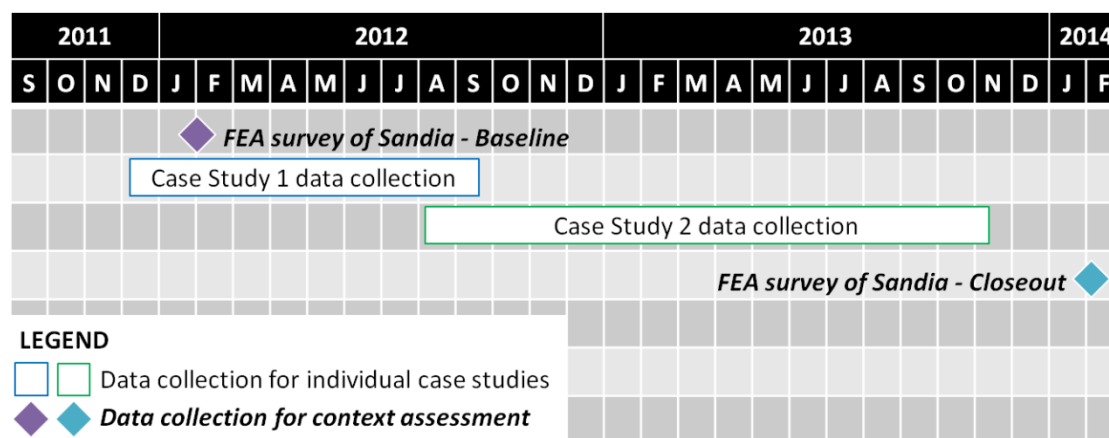 2011 2012 2013 2014
S O N D J F M A M J J A S O N D J F M A M J J A S O N D J F
FEA survey of Sandia - Baseline
Case Study 1 data collection
Case Study 2 data collection
FEA survey of Sandia - Closeout
LEGEND
Data collection for individual case studies
Data collection for context assessment